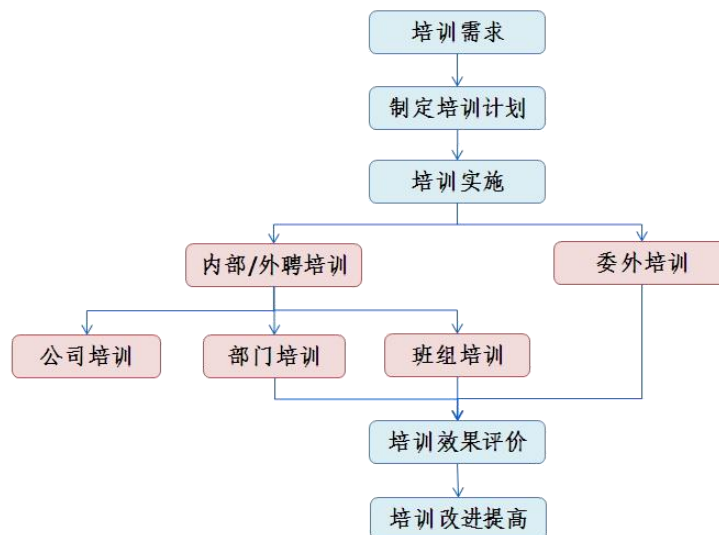 培训需求
制定培训计划
培训实施
内部/外聘培训
委外培训
公司培训
部门培训
班组培训
培训效果评价
培训改进提高